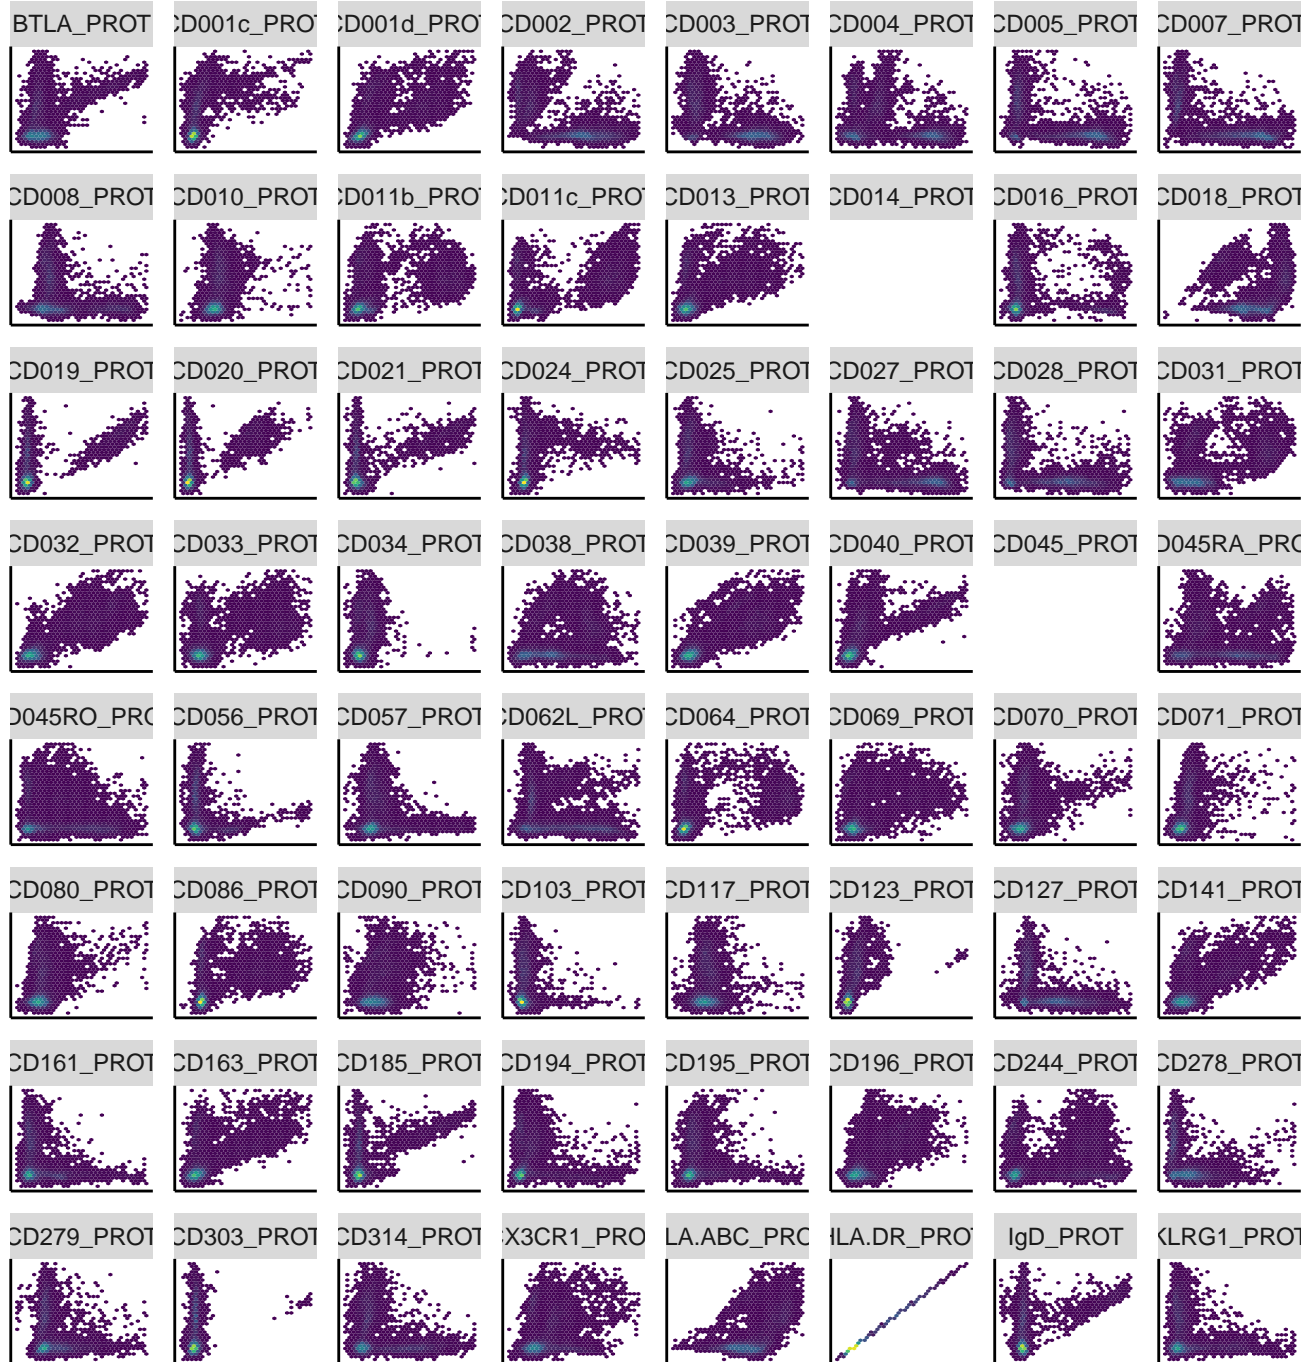 BTLA_PROT CD001c_PROT CD001d_PROT CD002_PROT CD003_PROT CD004_PROT CD005_PROT CD007_PROT
CD008_PROT CD010_PROT CD011b_PROT CD011c_PROT CD013_PROT CD014_PROT CD016_PROT CD018_PROT
CD019_PROT CD020_PROT CD021_PROT CD024_PROT CD025_PROT CD027_PROT CD028_PROT CD031_PROT
CD032_PROT CD033_PROT CD034_PROT CD038_PROT CD039_PROT CD040_PROT CD045_PROT D045RA_PRO
D045RO_PRO CD056_PROT CD057_PROT CD062L_PROT CD064_PROT CD069_PROT CD070_PROT CD071_PROT
CD080_PROT CD086_PROT CD090_PROT CD103_PROT CD117_PROT CD123_PROT CD127_PROT CD141_PROT
CD161_PROT CD163_PROT CD185_PROT CD194_PROT CD195_PROT CD196_PROT CD244_PROT CD278_PROT
CD279_PROT CD303_PROT CD314_PROT CX3CR1_PRO LA.ABC_PRO HLA.DR_PROT IgD_PROT KLRG1_PROT